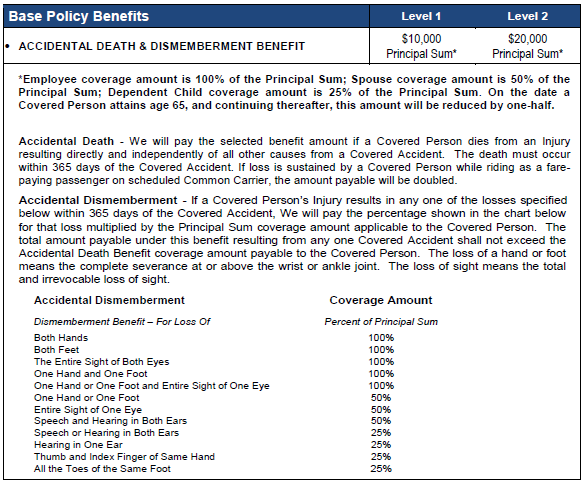 Base Policy Benefits Level 1 Level 2
• ACCIDENTAL DEATH & DISMEMBERMENT BENEFIT $10,000 Principal Sum* $20,000 Principal Sum*
*Employee coverage amount is 100% of the Principal Sum; Spouse coverage amount is 50% of the
Principal Sum; Dependent Child coverage amount is 25% of the Principal Sum. On the date a
Covered Person attains age 65, and continuing thereafter, this amount will be reduced by one-half.
Accidental Death - We will pay the selected benefit amount if a Covered Person dies from an Injury
resulting directly and independently of all other causes from a Covered Accident. The death must occur
within 365 days of the Covered Accident. If loss is sustained by a Covered Person while riding as a fare-
paying passenger on scheduled Common Carrier, the amount payable will be doubled.
Accidental Dismemberment - If a Covered Person's Injury results in any one of the losses specified
below within 365 days of the Covered Accident, We will pay the percentage shown in the chart below
for that loss multiplied by the Principal Sum coverage amount applicable to the Covered Person. The
total amount payable under this benefit resulting from any one Covered Accident shall not exceed the
Accidental Death Benefit coverage amount payable to the Covered Person. The loss of a hand or foot
means the complete severance at or above the wrist or ankle joint. The loss of sight means the total
and irrevocable loss of sight.
Accidental Dismemberment Coverage Amount
Dismemberment Benefit – For Loss Of Percent of Principal Sum
Both Hands 100%
Both Feet 100%
The Entire Sight of Both Eyes 100%
One Hand and One Foot 100%
One Hand or One Foot and Entire Sight of One Eye 100%
One Hand or One Foot 50%
Entire Sight of One Eye 50%
Speech and Hearing in Both Ears 50%
Speech or Hearing in Both Ears 25%
Hearing in One Ear 25%
Thumb and Index Finger of Same Hand 25%
All the Toes of the Same Foot 25%